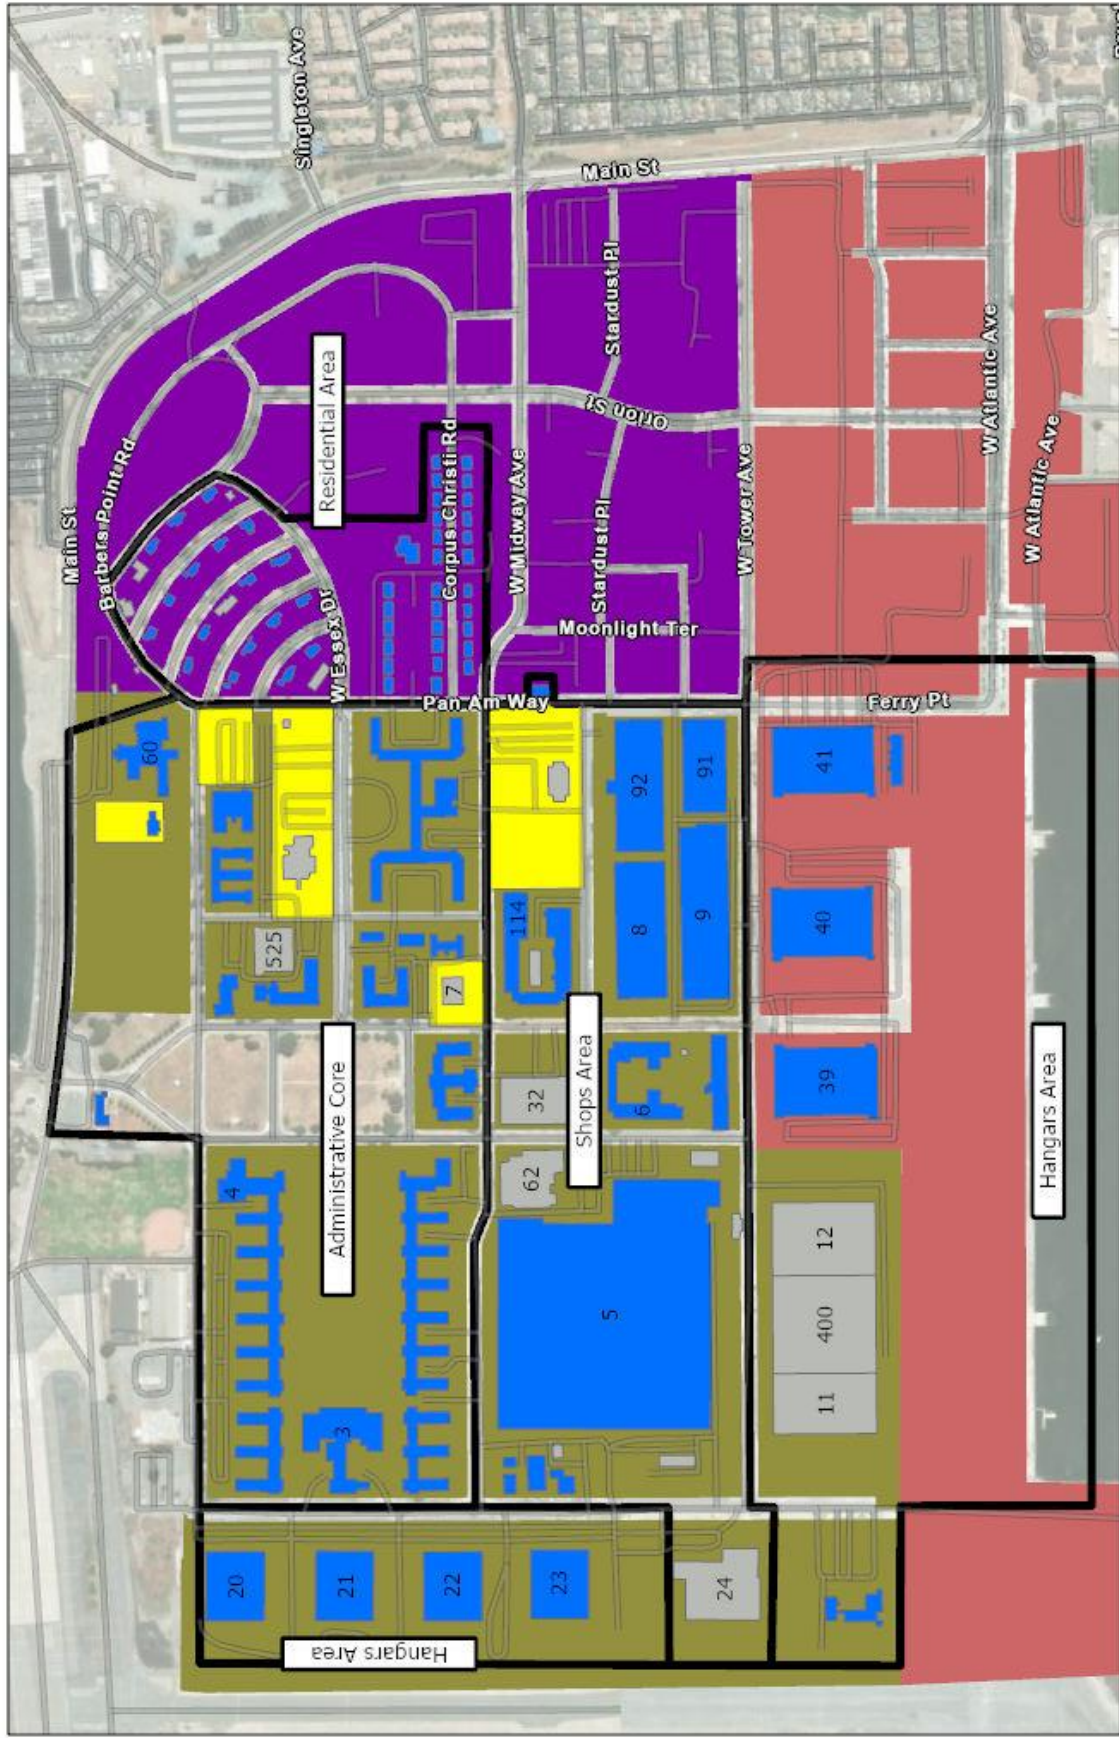 Singleton Ave
Main St
Main St
Barbers Point Rd
Residential Area
Stardust Pl
Orion St
Corpus Christi Rd
W Midway Ave
W Atlantic Ave
W Atlantic Ave
W Tower Ave
Stardust Pl
W Essex Dr
Moonlight Ter
Pan Am Way
Ferry Pt
60
92
91
41
525
7
114
8
9
40
Administrative Core
32
Shops Area
6
39
Hangars Area
4
62
5
12
400
11
3
20
21
22
23
24
Hangars Area